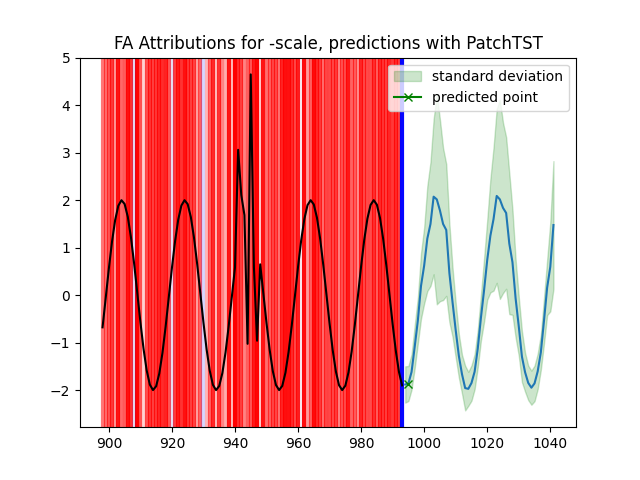 FA Attributions for -scale, predictions with PatchTST
standard deviation
predicted point
5
4
3
2
1
0
−1
−2
900 920 940 960 980 1000 1020 1040